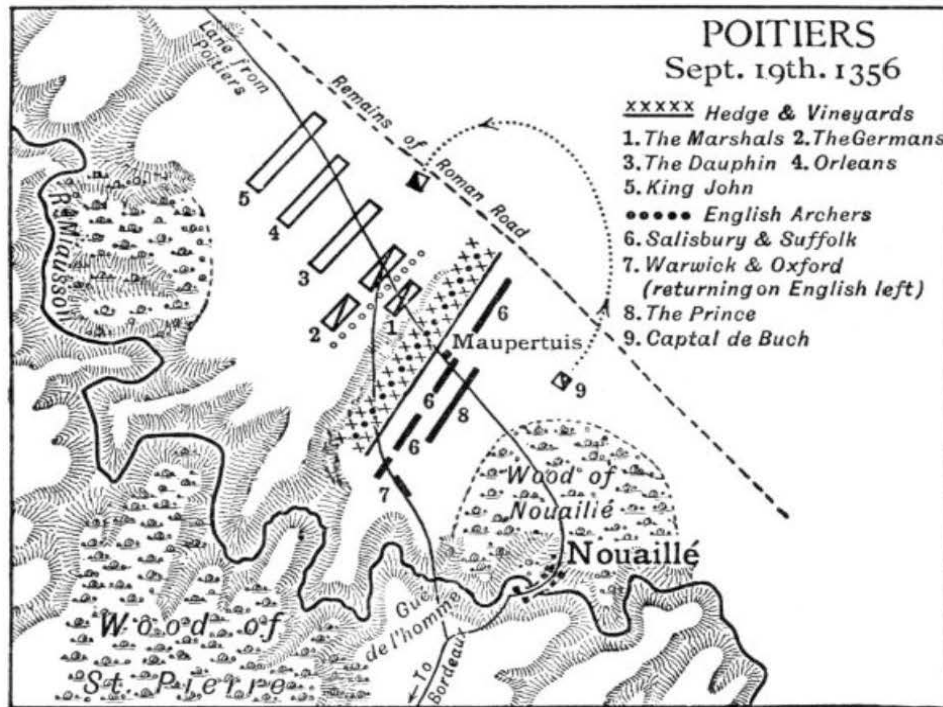 POITIERS
Sept. 19th. 1356
xxxxx Hedge & Vineyards
1. The Marshals 2. The Germans
3. The Dauphin 4. Orleans
5. King John
English Archers
6. Salisbury & Suffolk
7. Warwick & Oxford
(returning on English left)
8. The Prince
9. Captal de Buch
Lane from
Poitiers
Remains of Roman Road
R. Miausson
5
4
3
2
1
6
Maupertuis
6
8
9
6
7
Wood of
Nouaillé
Nouaillé
Gué
de l'homme
Wood of
St. Pierre
To
Bordeaux